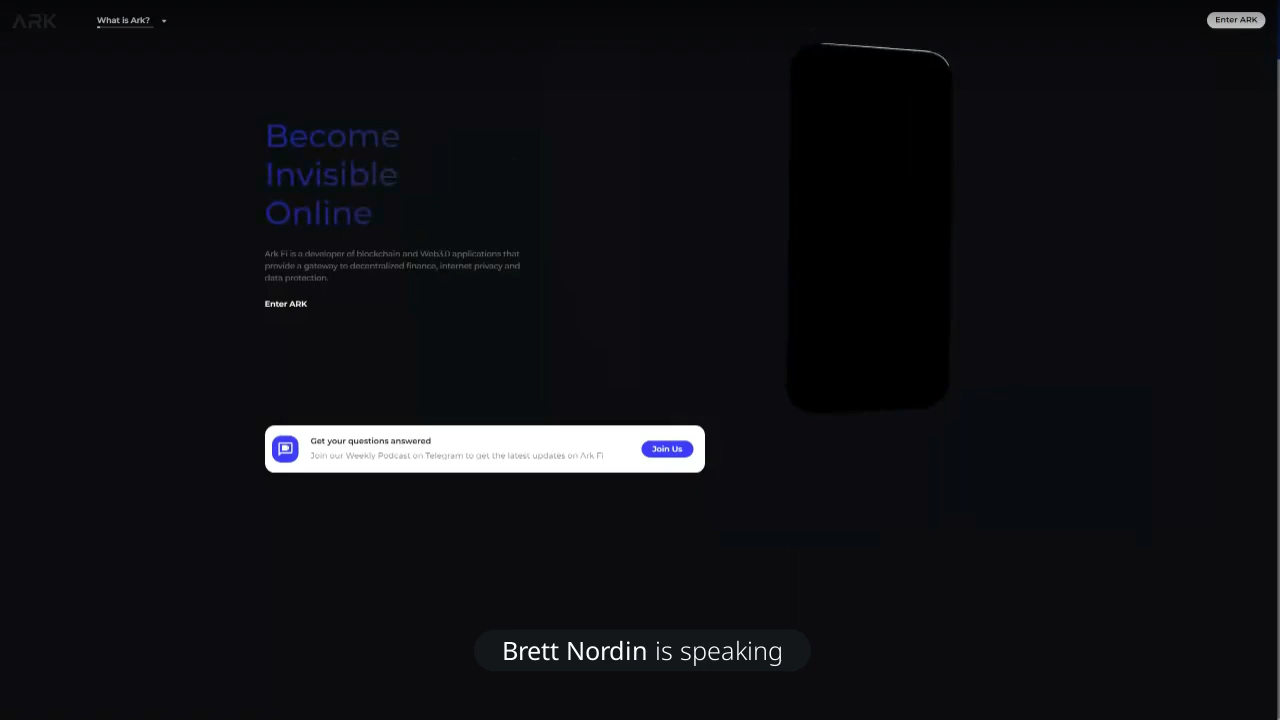 ARK
What is Ark?
Enter ARK
Become
Invisible
Online
Ark Fi is a developer of blockchain and Web3.0 applications that
provide a gateway to decentralized finance, internet privacy and
data protection.
Enter ARK
Get your questions answered
Join our Weekly Podcast on Telegram to get the latest updates on Ark Fi
Join Us
Brett Nordin is speaking